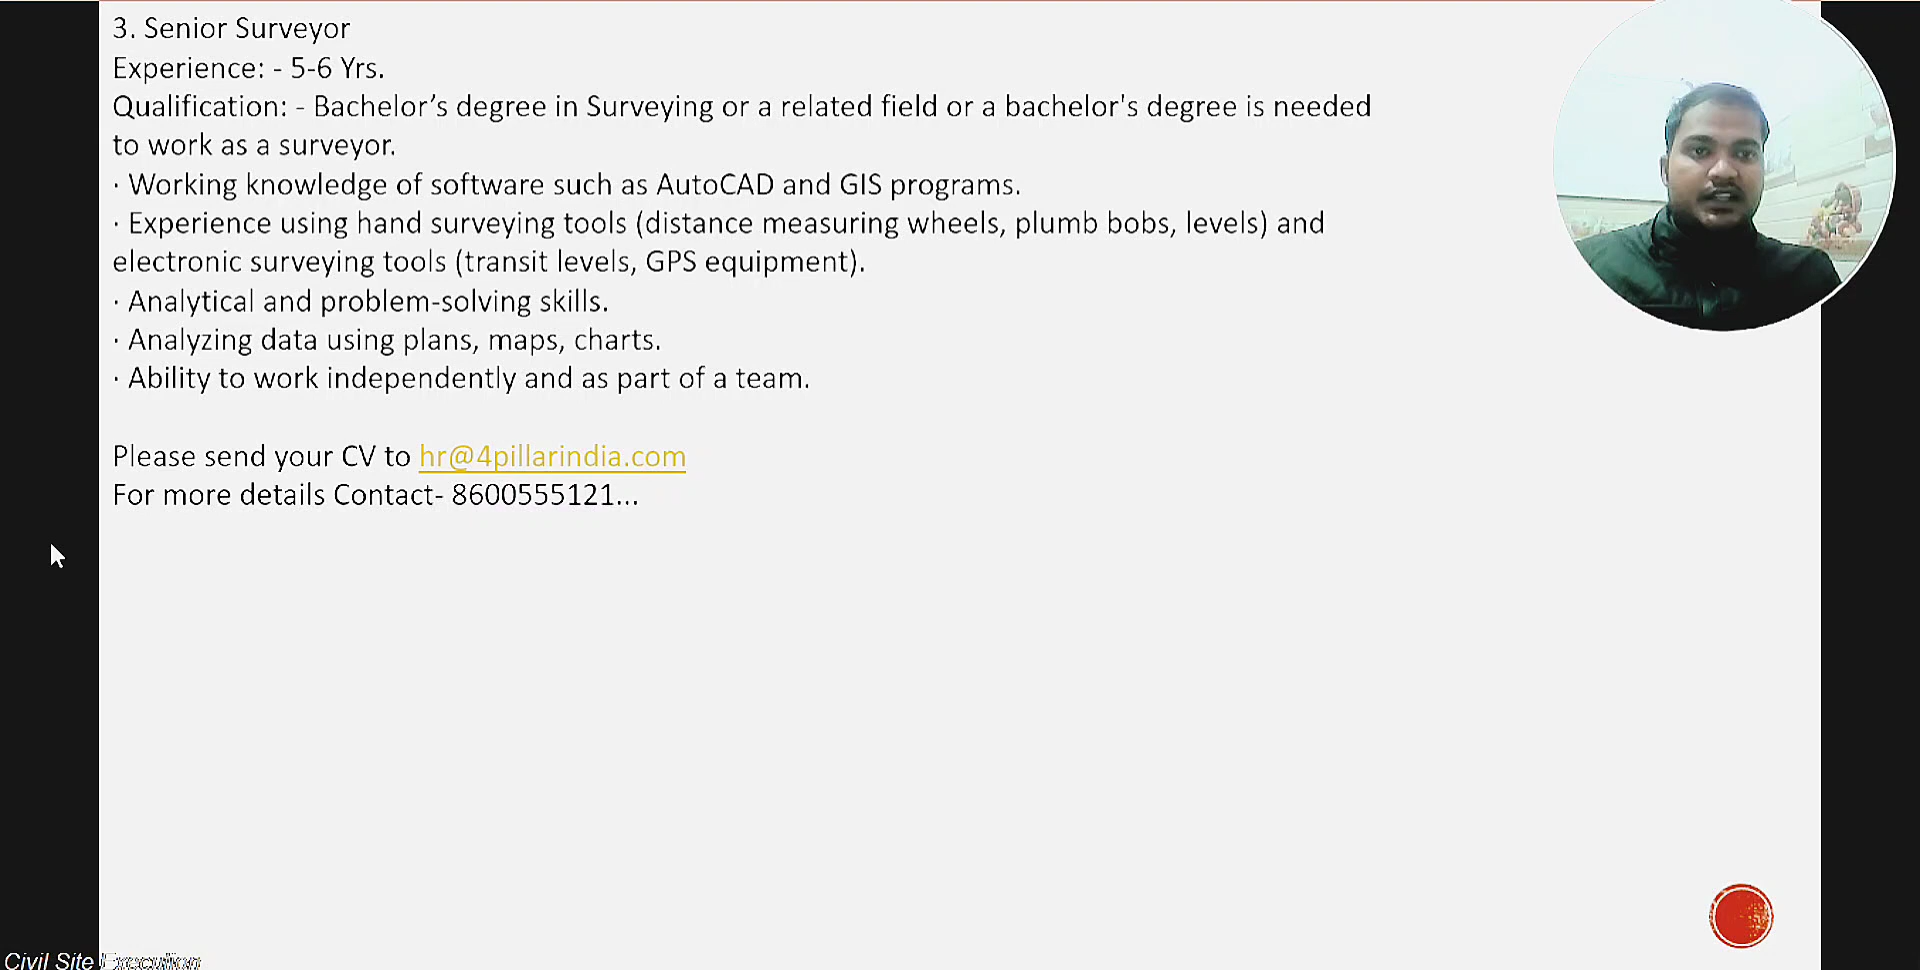 3. Senior Surveyor
Experience: - 5-6 Yrs.
Qualification: - Bachelor’s degree in Surveying or a related field or a bachelor's degree is needed
to work as a surveyor.
· Working knowledge of software such as AutoCAD and GIS programs.
· Experience using hand surveying tools (distance measuring wheels, plumb bobs, levels) and
electronic surveying tools (transit levels, GPS equipment).
· Analytical and problem-solving skills.
· Analyzing data using plans, maps, charts.
· Ability to work independently and as part of a team.
Please send your CV to hr@4pillarindia.com
For more details Contact- 8600555121...
Civil Site Execution